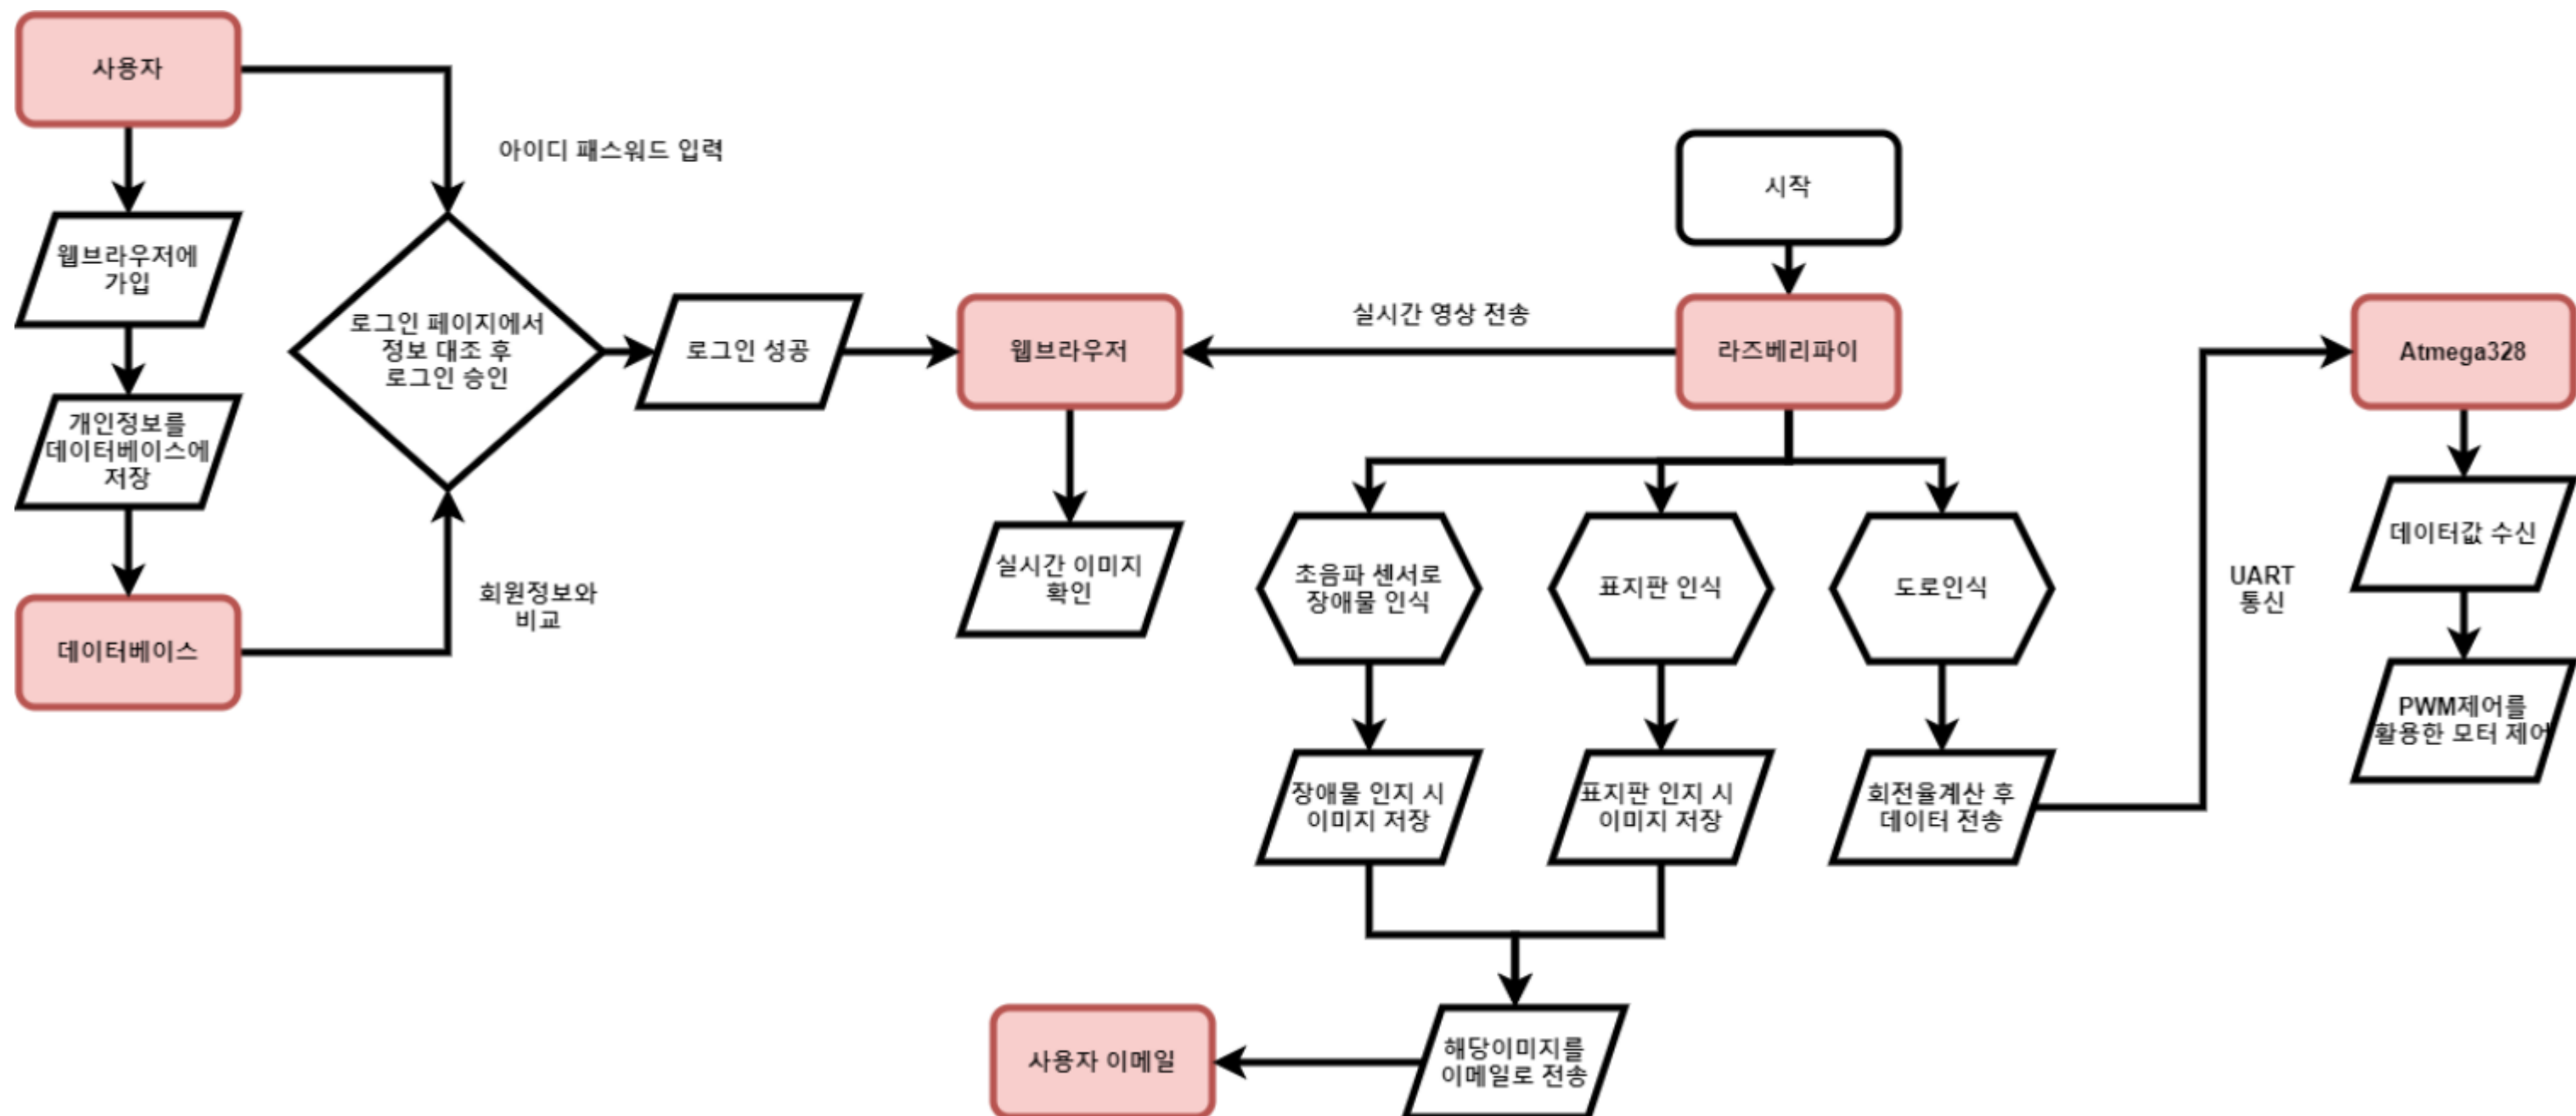 사용자
아이디 패스워드 입력
시작
웹브라우저에
가입
로그인 페이지에서
정보 대조 후
로그인 승인
로그인 성공
웹브라우저
실시간 영상 전송
라즈베리파이
Atmega328
개인정보를
데이터베이스에
저장
회원정보와
비교
데이터베이스
실시간 이미지
확인
초음파 센서로
장애물 인식
표지판 인식
도로인식
UART
통신
데이터값 수신
PWM제어를
활용한 모터 제어
장애물 인지 시
이미지 저장
표지판 인지 시
이미지 저장
회전율계산 후
데이터 전송
사용자 이메일
해당이미지를
이메일로 전송